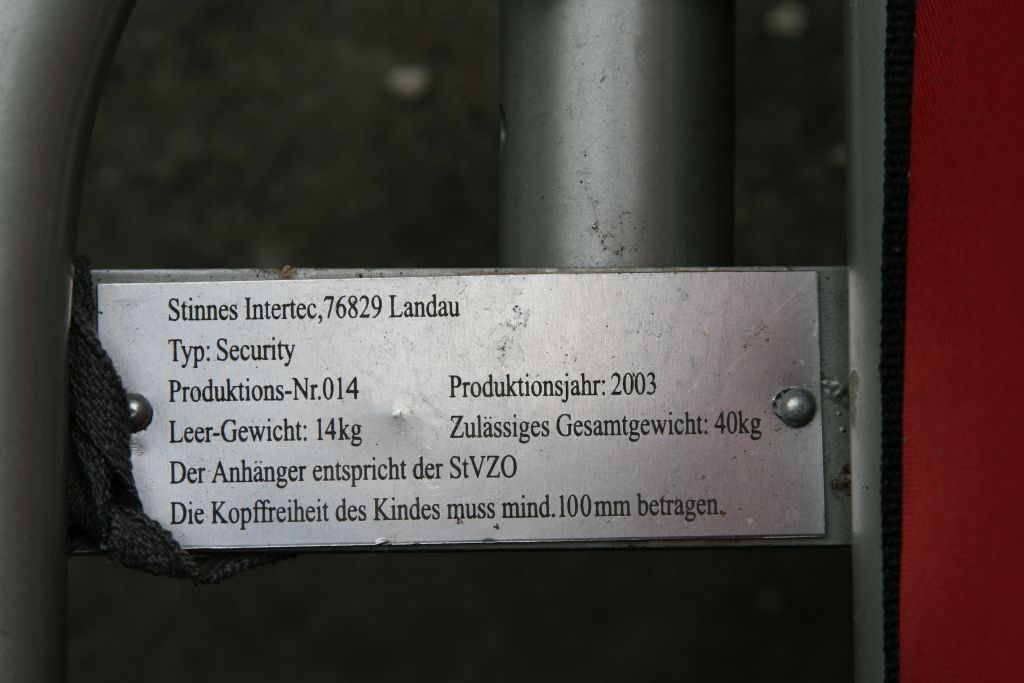 Stinnes Intertec,76829 Landau
Typ: Security
Produktions-Nr.014 Produktionsjahr: 2003
Leer-Gewicht: 14kg Zulässiges Gesamtgewicht: 40kg
Der Anhänger entspricht der StVZO
Die Kopffreiheit des Kindes muss mind.100mm betragen.